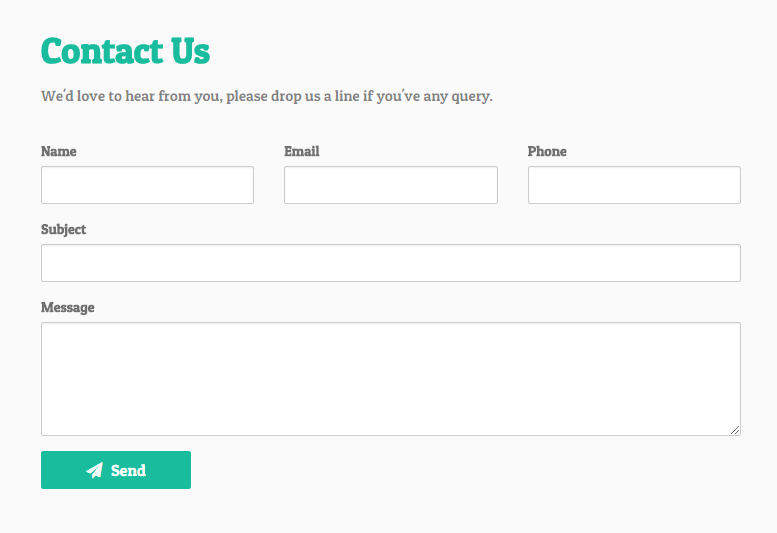 Contact Us
We'd love to hear from you, please drop us a line if you've any query.
Name Email Phone
Subject
Message
Send